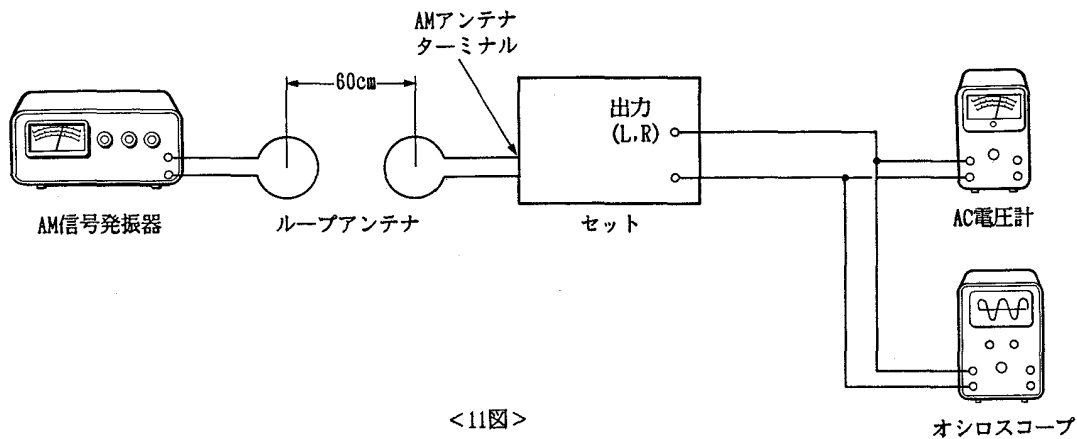 AMアンテナ
ターミナル
60cm
出力
(L,R)
AM信号発振器
ループアンテナ
セット
AC電圧計
オシロスコープ
<11図>